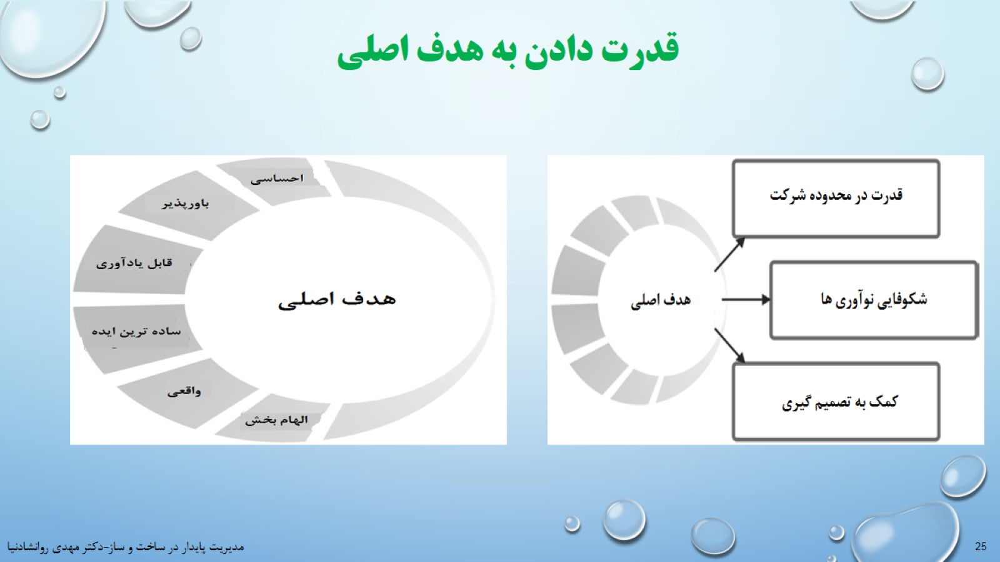 قدرت دادن به هدف اصلی
قدرت در محدوده شرکت
هدف اصلی
شکوفایی نوآوری ها
کمک به تصمیم گیری
احساسی
باورپذیر
قابل یادآوری
هدف اصلی
ساده ترین ایده
واقعی
الهام بخش
مدیریت پایدار در ساخت و ساز-دکتر مهدی روانشادنیا
25